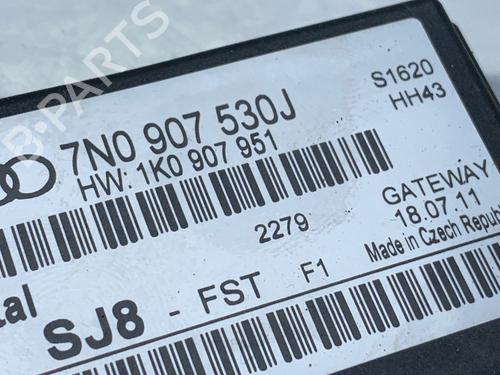 S1620
HH43
7N0 907 530J
HW: 1K0 907 951
GATEWAY
18.07.11
2279
Made in Czech Republi
SJ8 - FST F1
B-PARTS